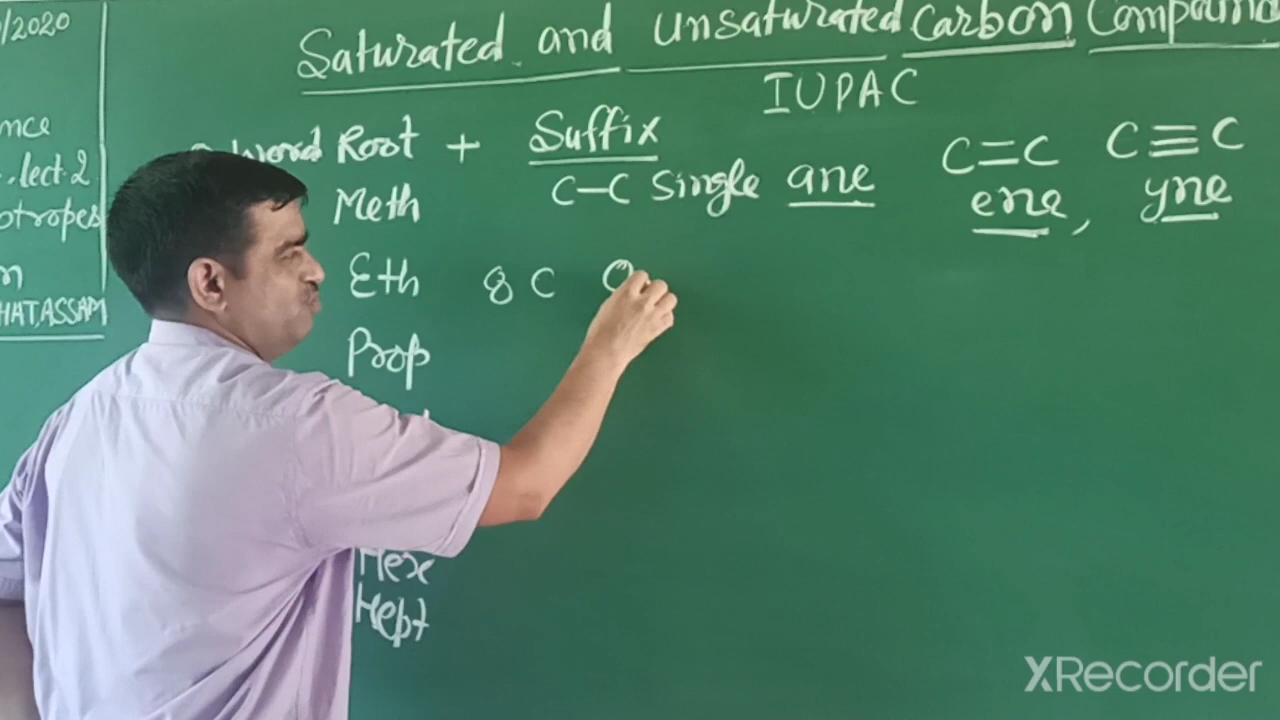 /2020
nce
. lect. 2
otropes
HAT, ASSAM
Saturated and Unsaturated Carbon Compound
IUPAC
Word Root + Suffix
C-C Single ane
C=C C≡C
ene, yne
Meth
Eth 8 C O
Prop
Hex
Hept
XRecorder